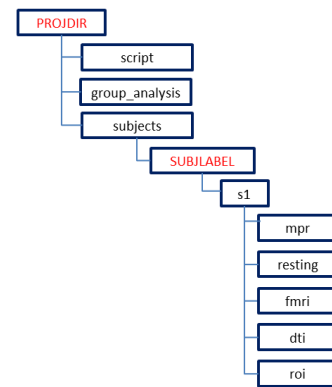 PROJDIR
script
group_analysis
subjects
SUBJLABEL
s1
mpr
resting
fmri
dti
roi